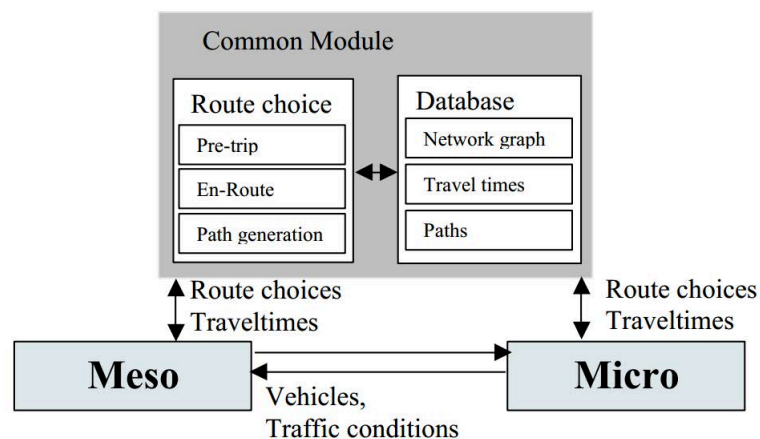 Common Module
Route choice
Pre-trip
En-Route
Path generation
Database
Network graph
Travel times
Paths
Route choices
Traveltimes
Route choices
Traveltimes
Meso
Micro
Vehicles,
Traffic conditions